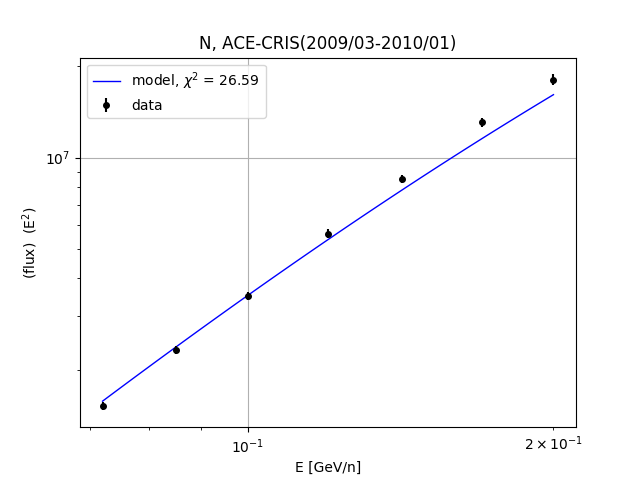 N, ACE-CRIS(2009/03-2010/01)
model, χ² = 26.59
data
10⁷
(flux) (E²)
10⁻¹
2 × 10⁻¹
E [GeV/n]